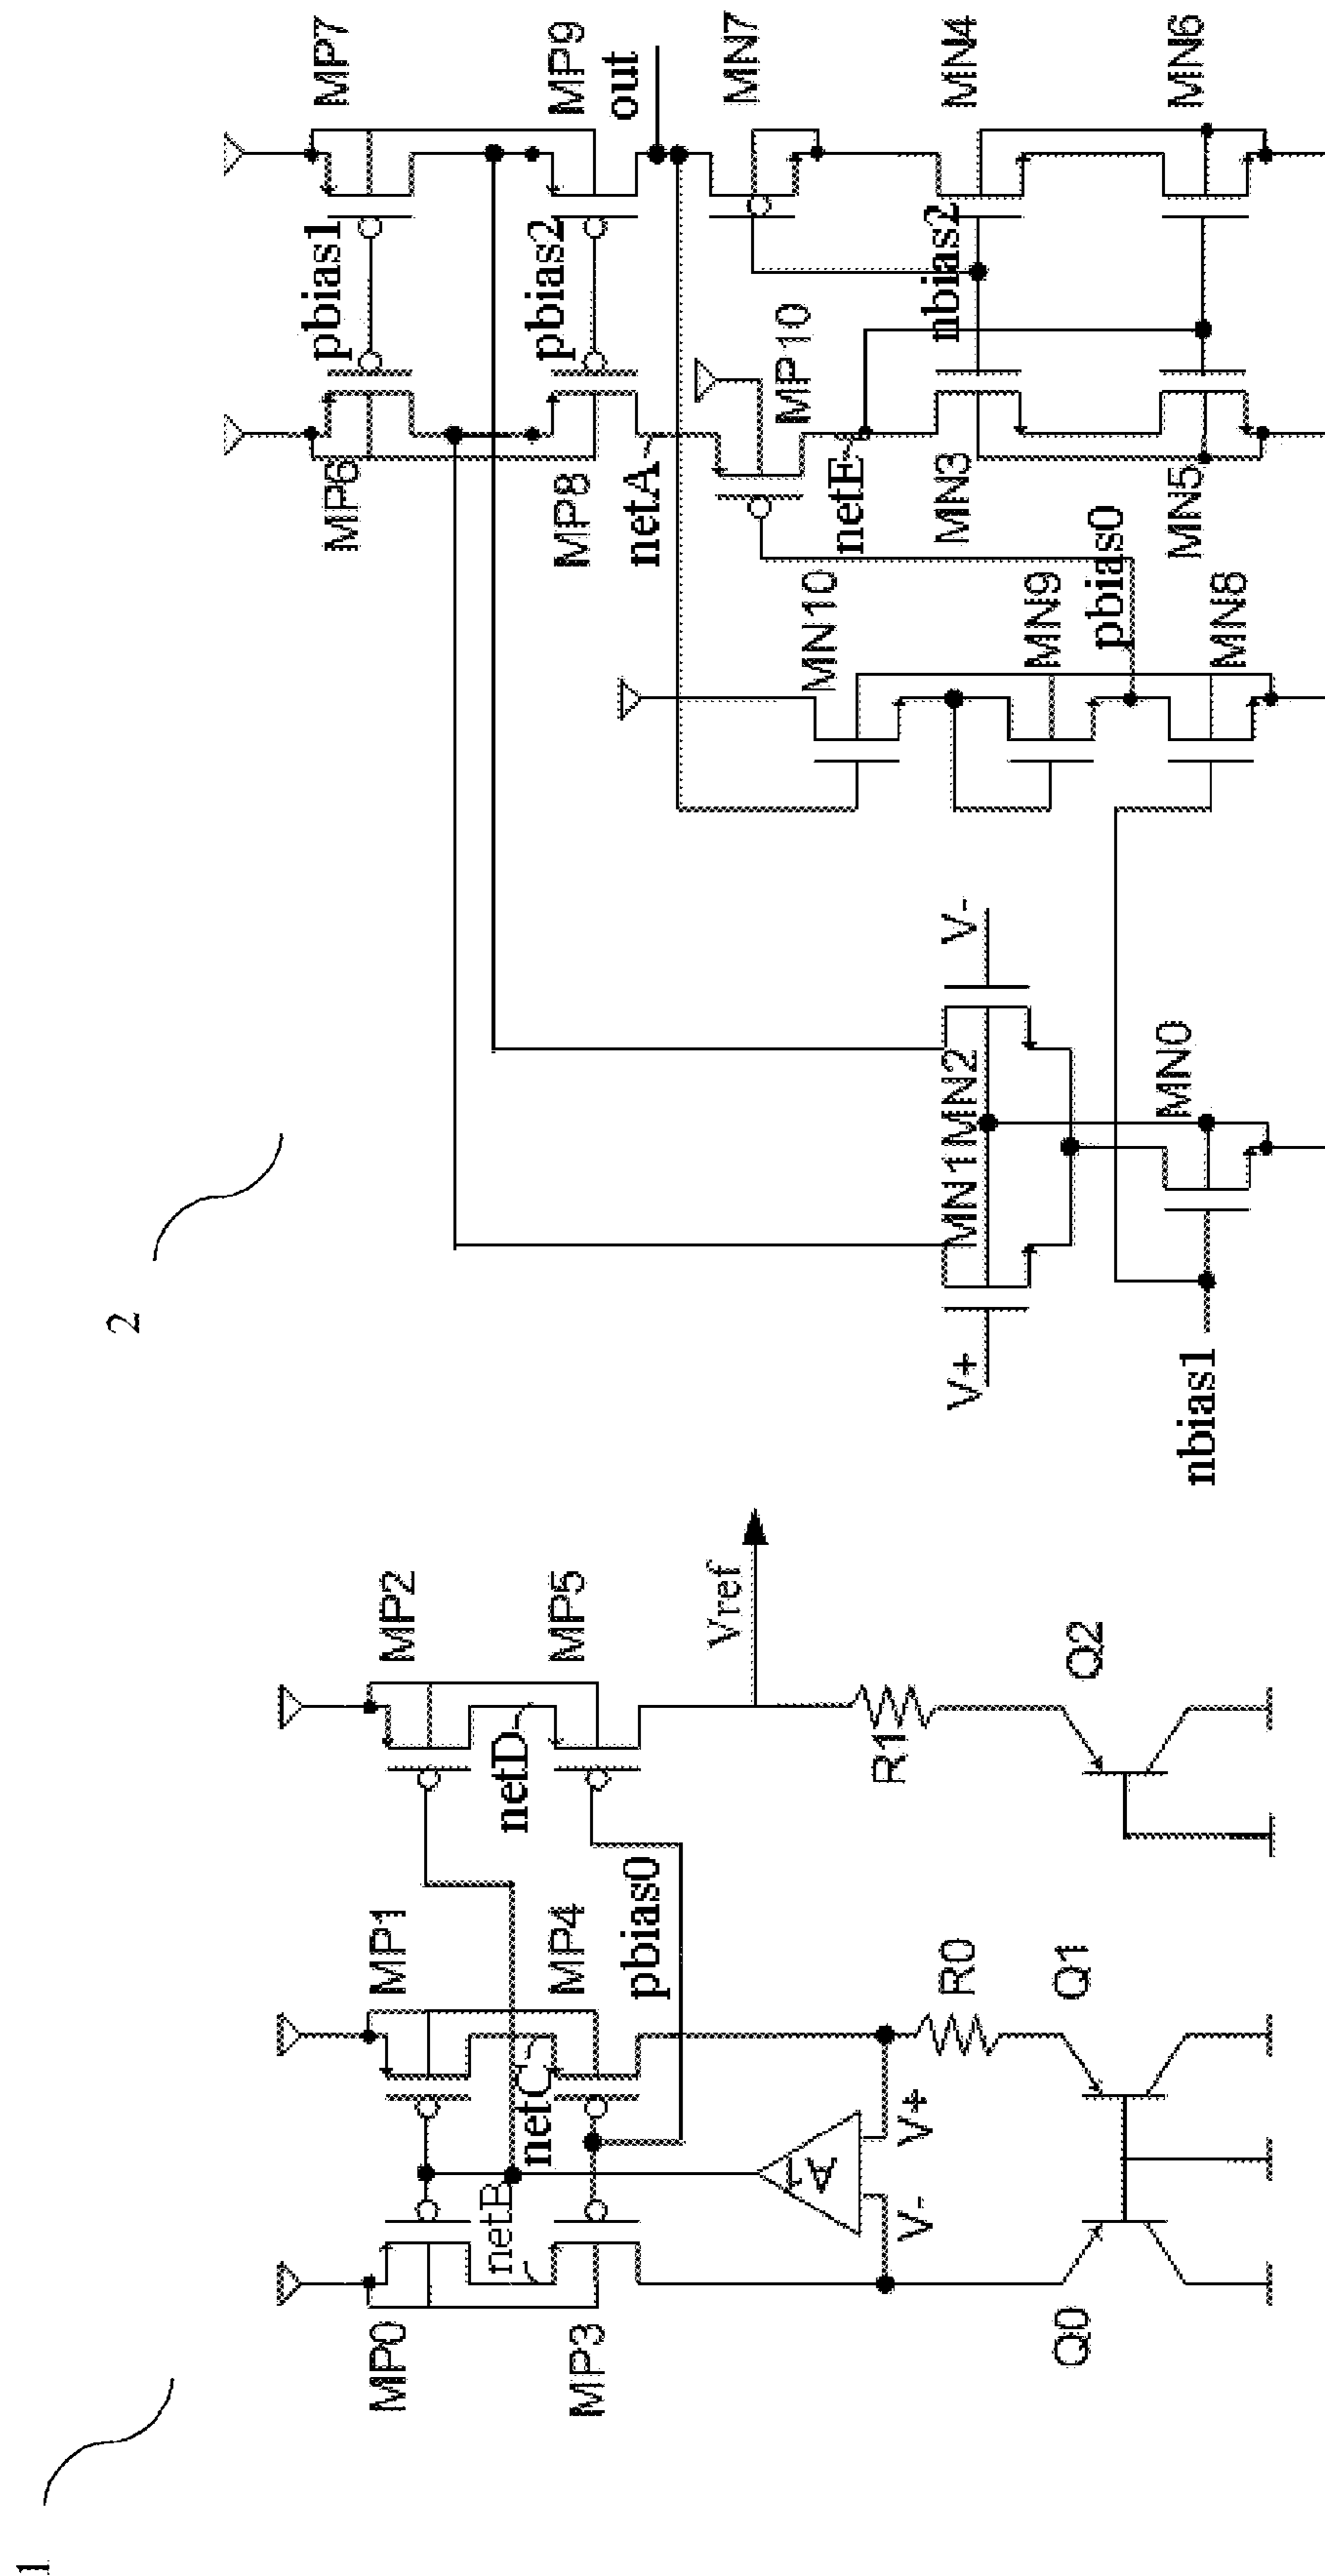 1
2
MP0
MP1
MP2
MP3
MP4
MP5
netB
netC
netD
pbias0
A1
V-
V+
Vref
R0
R1
Q0
Q1
Q2
MP6
MP7
pbias1
MP8
MP9
pbias2
netA
out
MP10
MN7
netE
nbias2
MN10
MN3
MN4
MN9
pbias0
MN5
MN6
MN8
V+
MN1
MN2
V-
MN0
nbias1